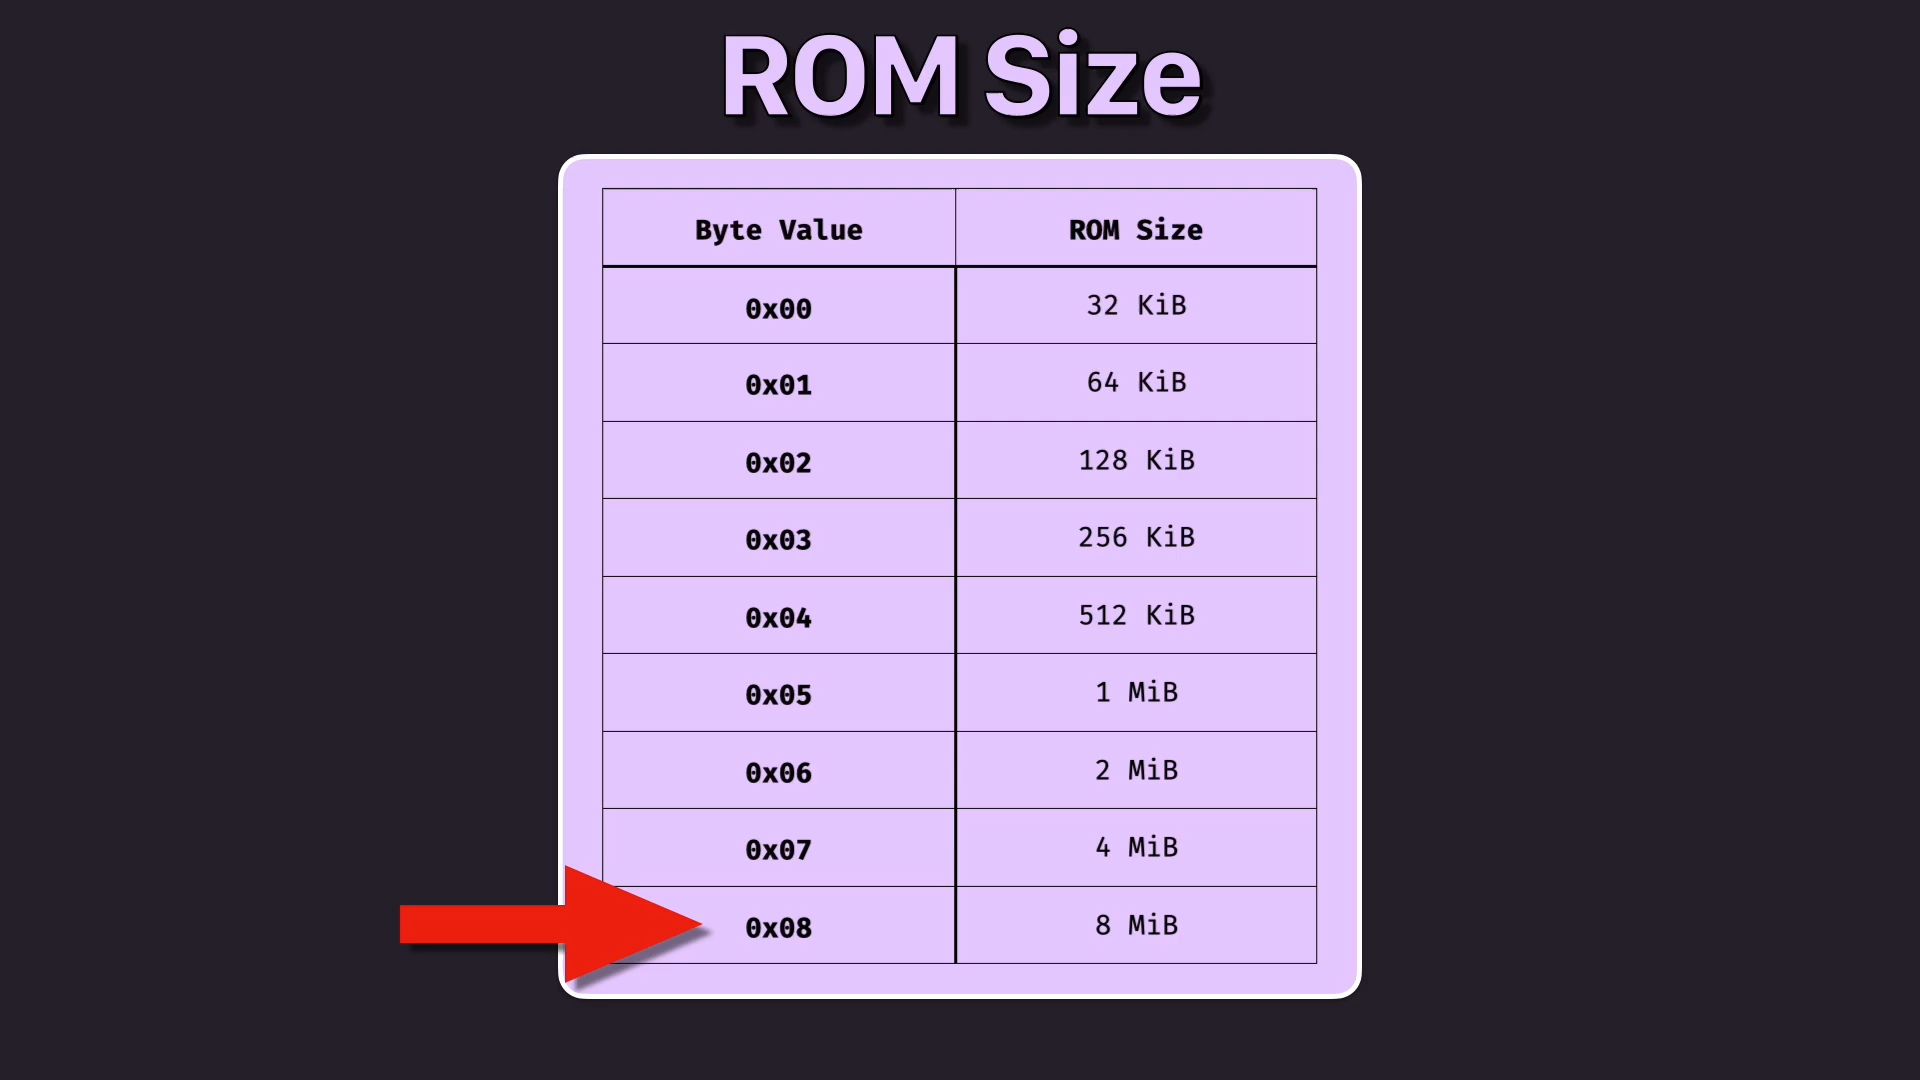 ROM Size
Byte Value ROM Size
0x00 32 KiB
0x01 64 KiB
0x02 128 KiB
0x03 256 KiB
0x04 512 KiB
0x05 1 MiB
0x06 2 MiB
0x07 4 MiB
0x08 8 MiB